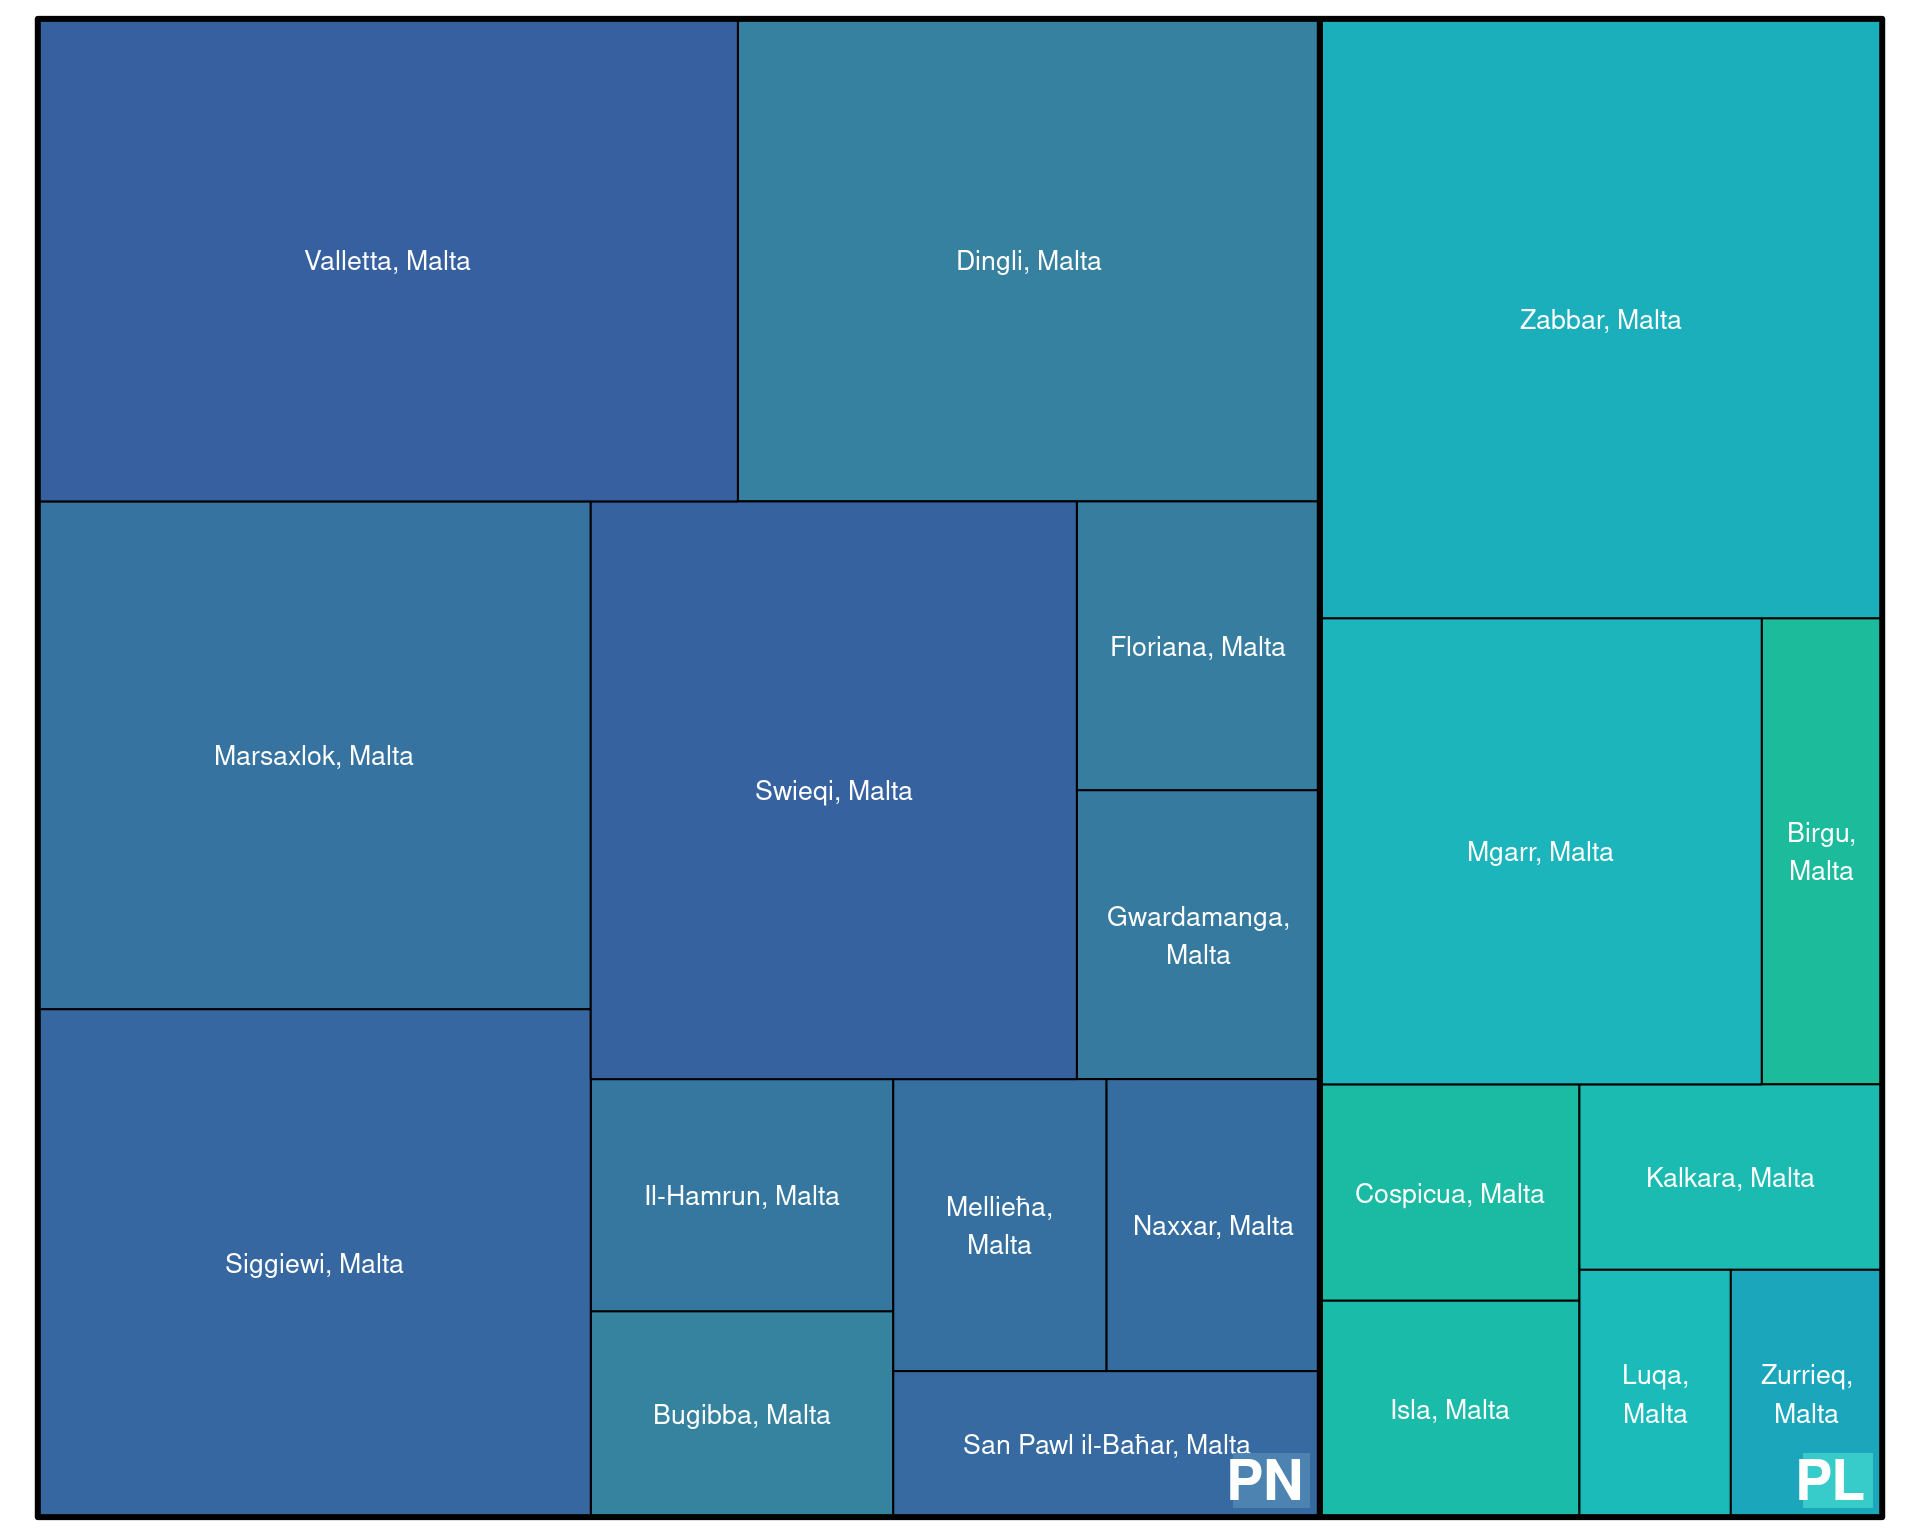 Valletta, Malta
Dingli, Malta
Zabbar, Malta
Marsaxlok, Malta
Swieqi, Malta
Floriana, Malta
Gwardamanga,
Malta
Mgarr, Malta
Birgu,
Malta
Siggiewi, Malta
Il-Hamrun, Malta
Mellieħa,
Malta
Naxxar, Malta
Bugibba, Malta
San Pawl il-Baħar, Malta
PN
Cospicua, Malta
Kalkara, Malta
Isla, Malta
Luqa,
Malta
Zurrieq,
Malta
PL